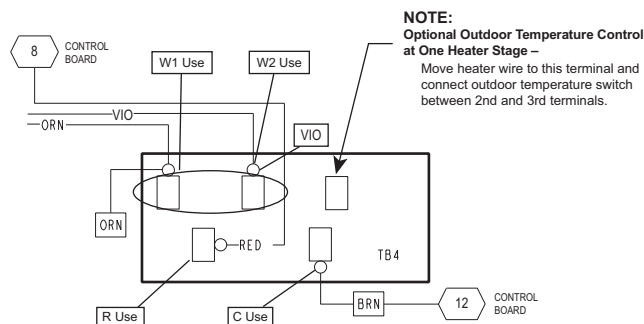 NOTE:
Optional Outdoor Temperature Control
at One Heater Stage –
Move heater wire to this terminal and
connect outdoor temperature switch
between 2nd and 3rd terminals.
8
CONTROL
BOARD
W1 Use
W2 Use
VIO
ORN
VIO
ORN
RED
TB4
R Use
C Use
BRN
12
CONTROL
BOARD